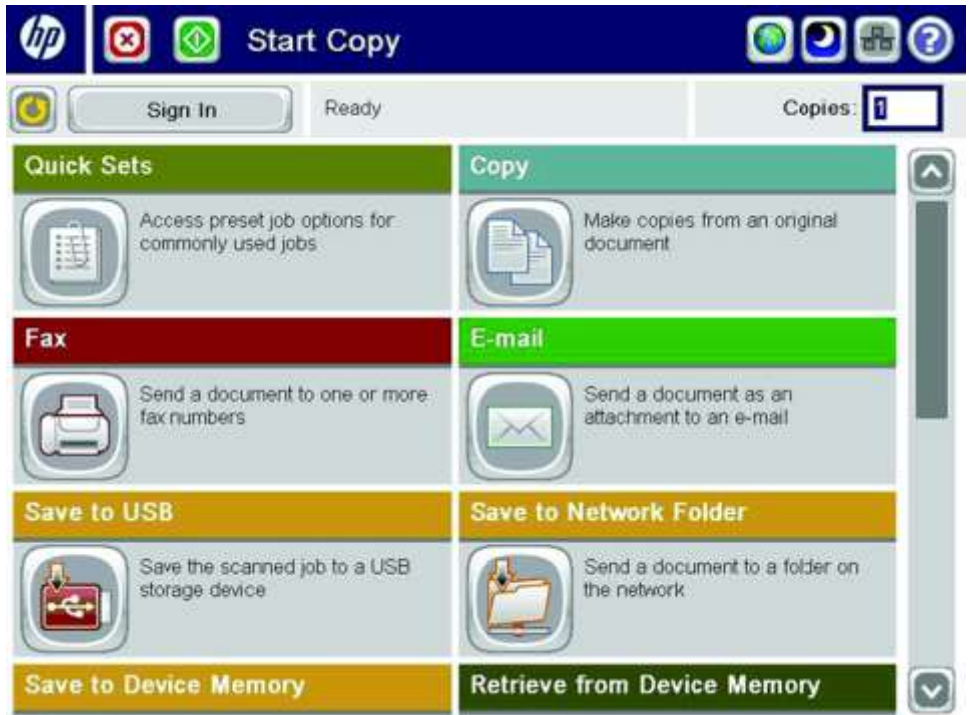 hp
Start Copy
?
Sign In
Ready
Copies: 1
Quick Sets
Copy
Access preset job options for
commonly used jobs
Make copies from an original
document
Fax
E-mail
Send a document to one or more
fax numbers
Send a document as an
attachment to an e-mail
Save to USB
Save to Network Folder
Save the scanned job to a USB
storage device
Send a document to a folder on
the network
Save to Device Memory
Retrieve from Device Memory